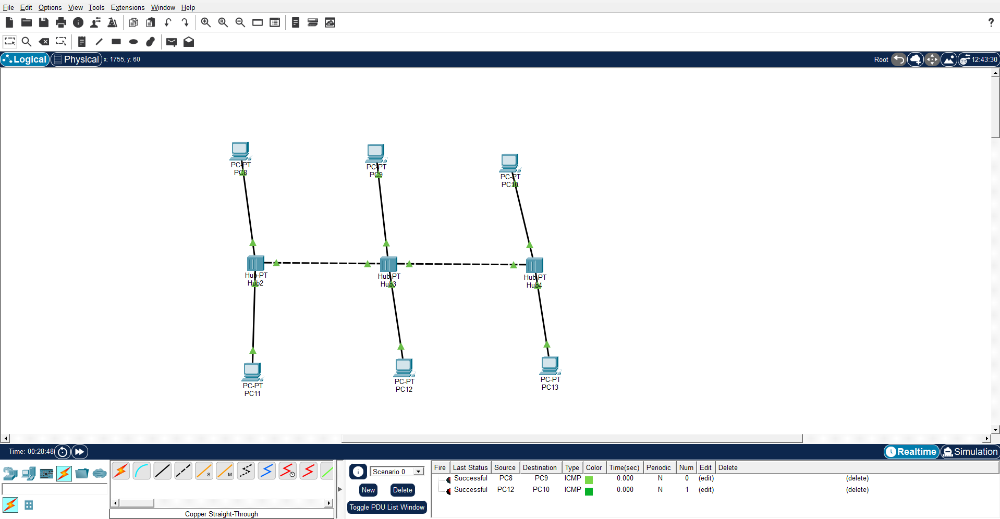 File Edit Options View Tools Extensions Window Help
?
Logical Physical x: 1755, y: 60
Root 12:43:30
PC-PT
PC8
PC-PT
PC9
PC-PT
PC10
Hub-PT
Hub2
Hub-PT
Hub3
Hub-PT
Hub4
PC-PT
PC11
PC-PT
PC12
PC-PT
PC13
Time: 00:28:48
Realtime Simulation
S M
Copper Straight-Through
Scenario 0
New Delete
Toggle PDU List Window
Fire Last Status Source Destination Type Color Time(sec) Periodic Num Edit Delete
Successful PC8 PC9 ICMP 0.000 N 0 (edit) (delete)
Successful PC12 PC10 ICMP 0.000 N 1 (edit) (delete)